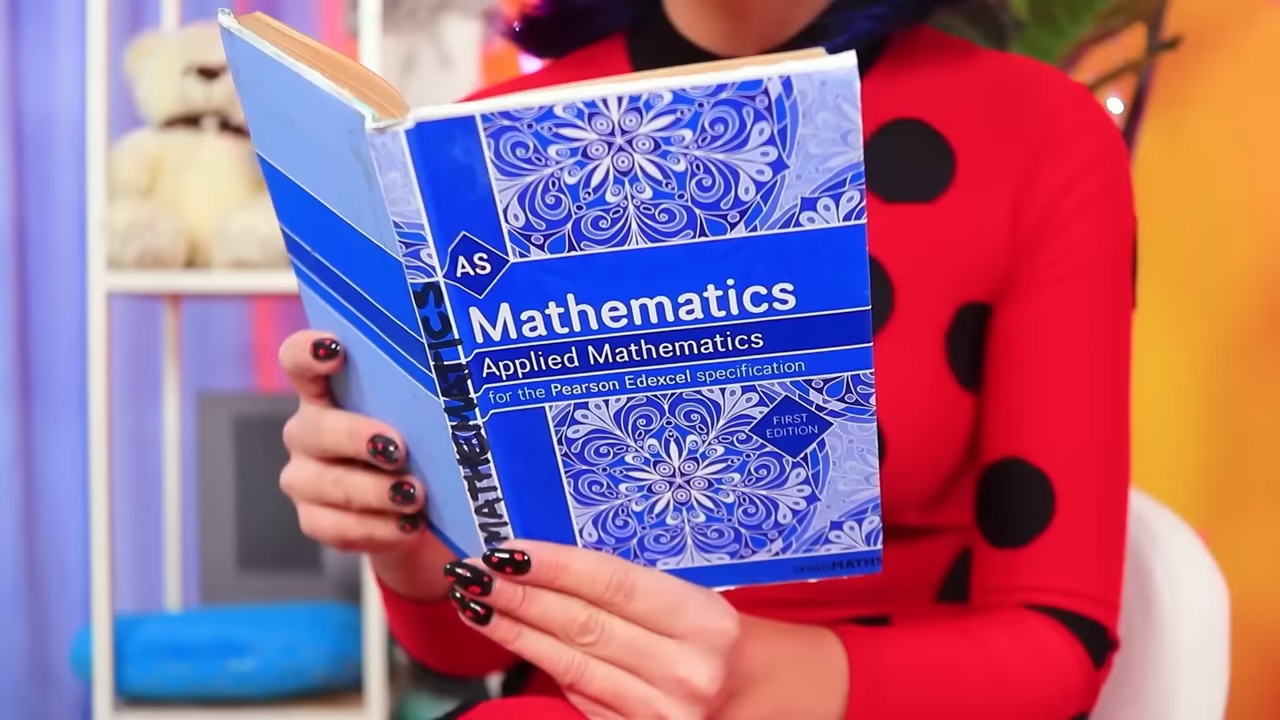 AS
Mathematics
Applied Mathematics
for the Pearson Edexcel specification
FIRST
EDITION
MATHEMATICS